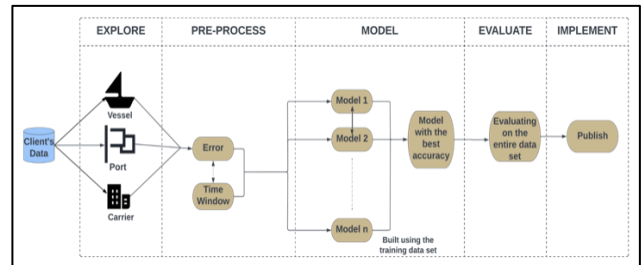 EXPLORE
PRE-PROCESS
MODEL
EVALUATE
IMPLEMENT
Client's
Data
Vessel
Port
Carrier
Error
Time
Window
Model 1
Model 2
Model n
Built using the
training data set
Model
with the
best
accuracy
Evaluating
on the
entire data
set
Publish